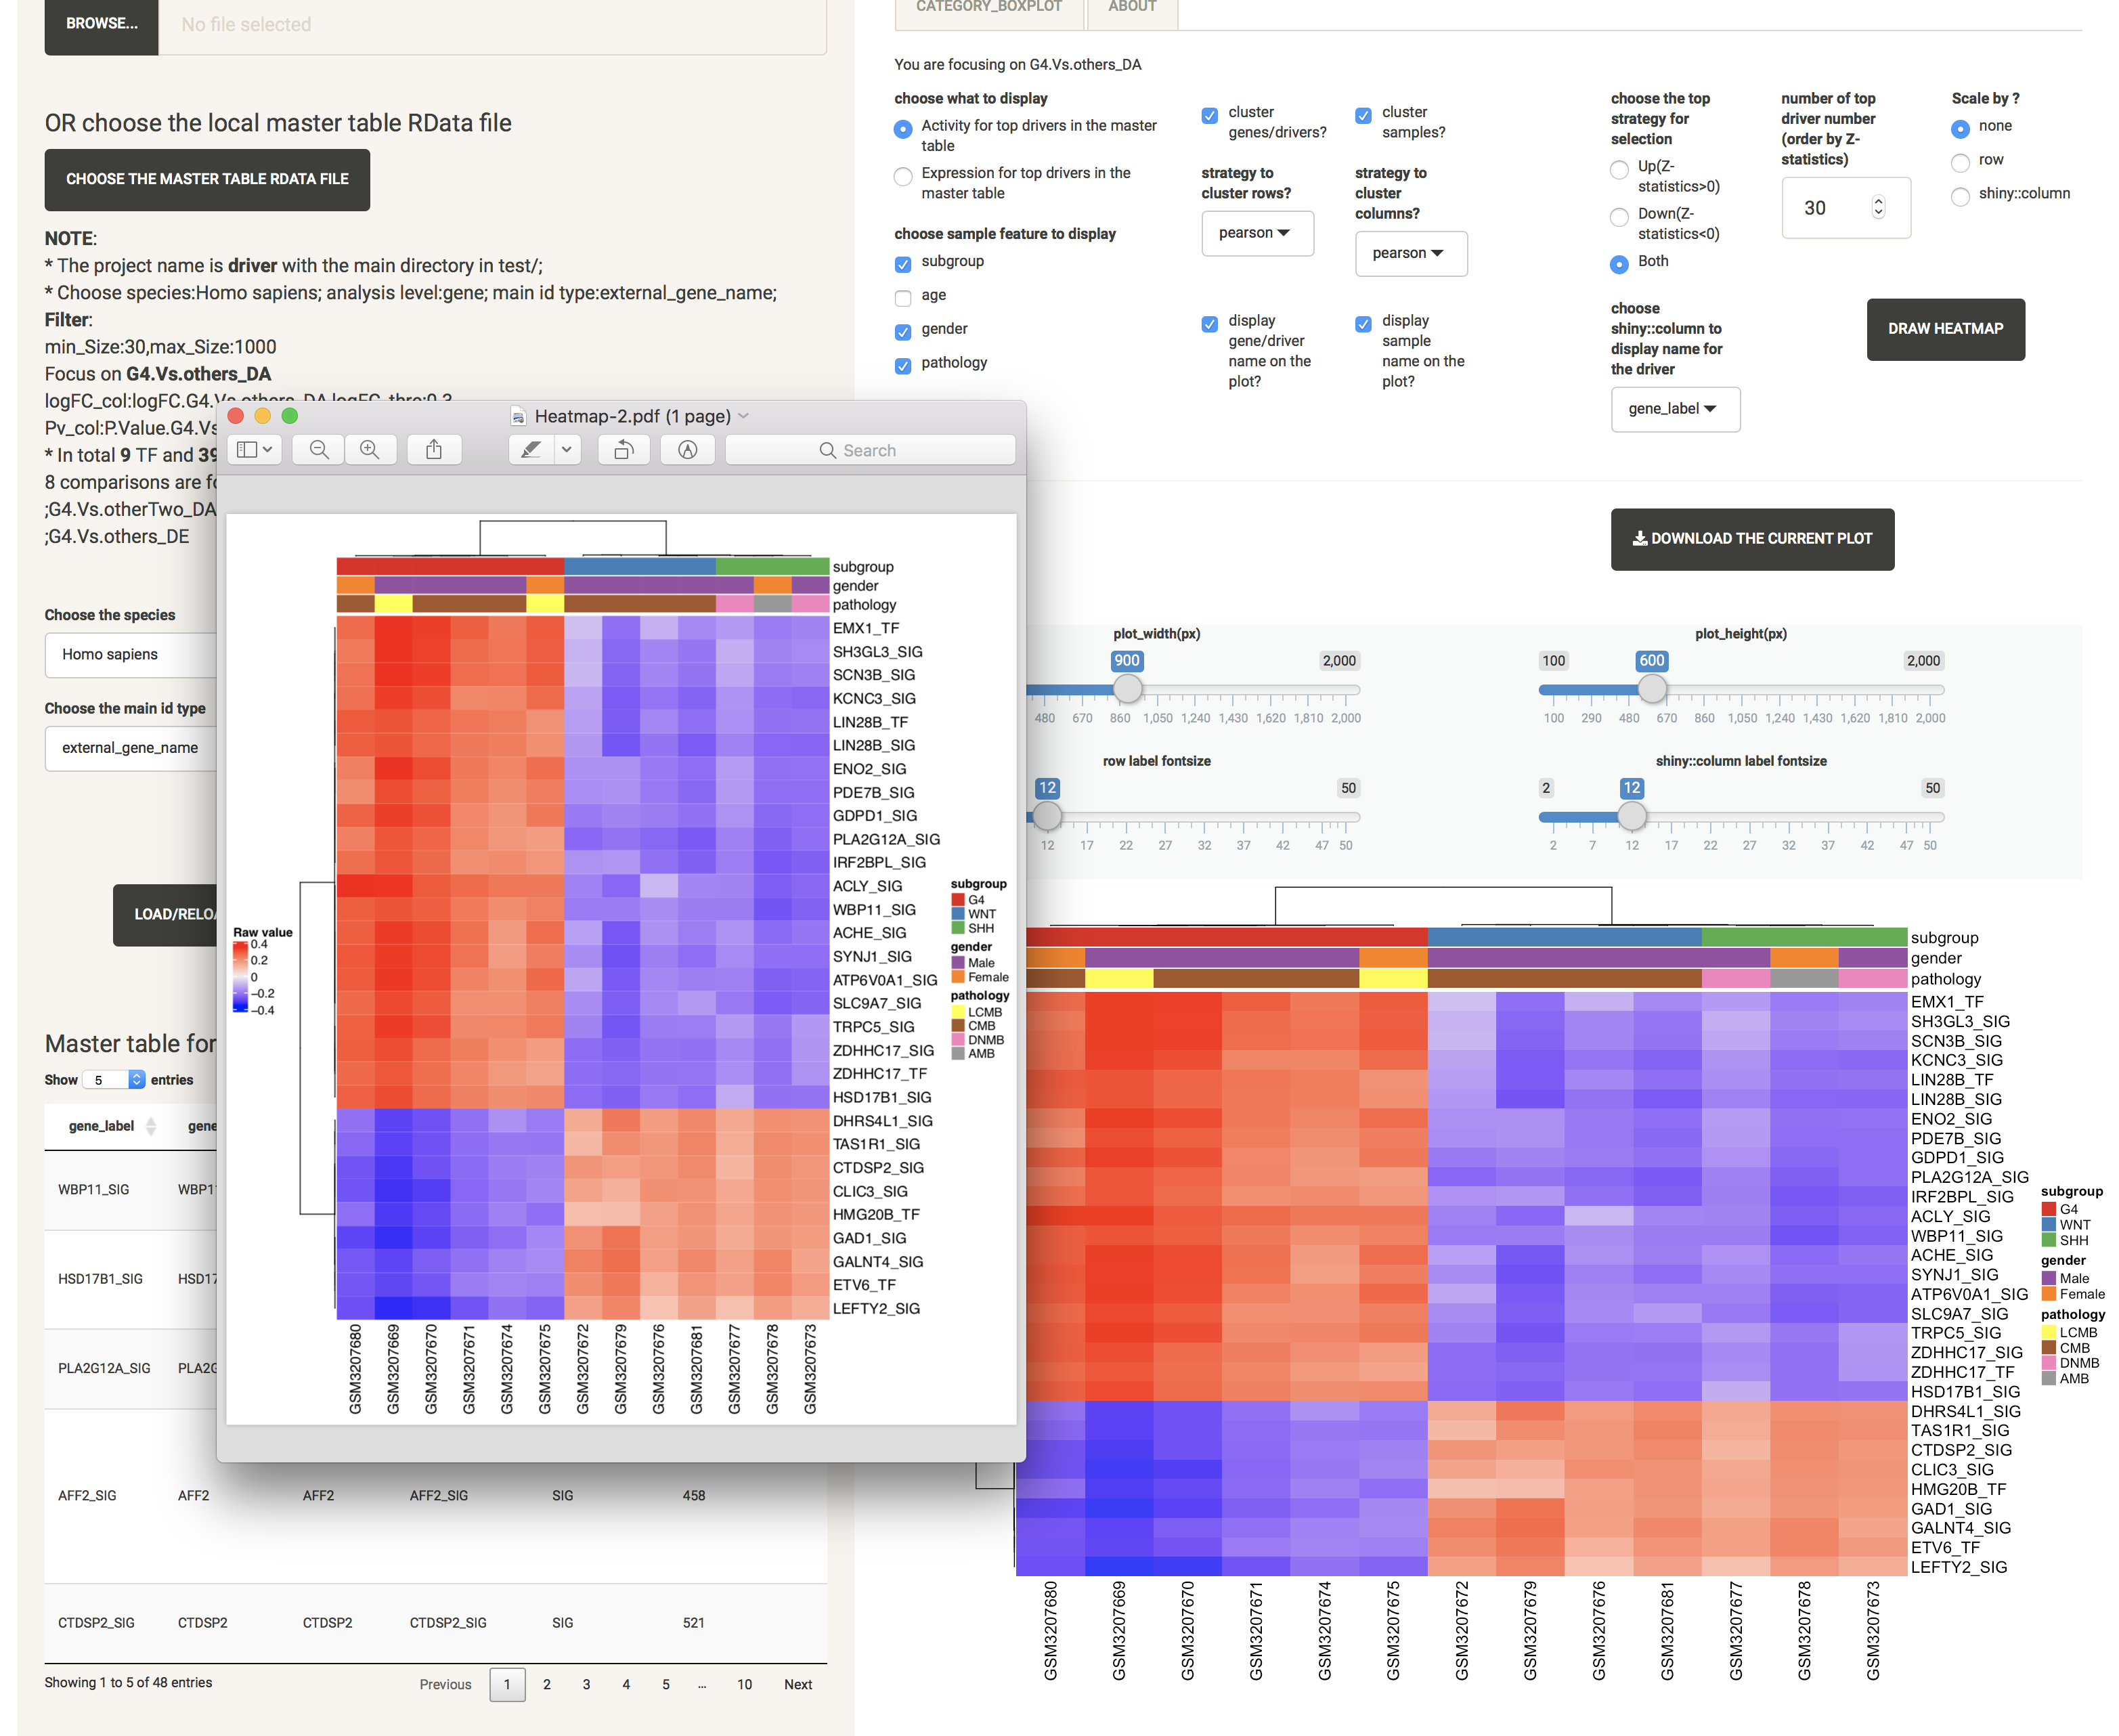 BROWSE...
No file selected
OR choose the local master table RData file
CHOOSE THE MASTER TABLE RDATA FILE
NOTE:
* The project name is driver with the main directory in test/;
* Choose species:Homo sapiens; analysis level:gene; main id type:external_gene_name;
Filter:
min_Size:30,max_Size:1000
Focus on G4.Vs.others_DA
logFC_col:logFC.G4.Vs.others_DA,logFC_thre:0.3
Pv_col:P.Value.G4.Vs
* In total 9 TF and 39
8 comparisons are fo
;G4.Vs.otherTwo_DA
;G4.Vs.others_DE
Choose the species
Homo sapiens
Choose the main id type
external_gene_name
LOAD/RELOA
Master table for
Show 5 entries
gene_label gene
WBP11_SIG WBP1
HSD17B1_SIG HSD17
PLA2G12A_SIG PLA2G
AFF2_SIG AFF2 AFF2 AFF2_SIG SIG 458
CTDSP2_SIG CTDSP2 CTDSP2 CTDSP2_SIG SIG 521
Showing 1 to 5 of 48 entries
Previous 1 2 3 4 5 ... 10 Next
CATEGORY_BOXPLOT ABOUT
You are focusing on G4.Vs.others_DA
choose what to display
Activity for top drivers in the master
table
Expression for top drivers in the
master table
choose sample feature to display
subgroup
age
gender
pathology
cluster
genes/drivers?
strategy to
cluster rows?
pearson
display
gene/driver
name on the
plot?
cluster
samples?
strategy to
cluster
columns?
pearson
display
sample
name on the
plot?
choose the top
strategy for
selection
Up(Z-
statistics>0)
Down(Z-
statistics<0)
Both
choose
shiny::column to
display name for
the driver
gene_label
number of top
driver number
(order by Z-
statistics)
30
Scale by ?
none
row
shiny::column
DRAW HEATMAP
DOWNLOAD THE CURRENT PLOT
plot_width(px)
900 2,000
480 670 860 1,050 1,240 1,430 1,620 1,810 2,000
plot_height(px)
100 600 2,000
100 290 480 670 860 1,050 1,240 1,430 1,620 1,810 2,000
row label fontsize
12 50
12 17 22 27 32 37 42 47 50
shiny::column label fontsize
2 12 50
2 7 12 17 22 27 32 37 42 47 50
Heatmap-2.pdf (1 page)
Search
subgroup
gender
pathology
EMX1_TF
SH3GL3_SIG
SCN3B_SIG
KCNC3_SIG
LIN28B_TF
LIN28B_SIG
ENO2_SIG
PDE7B_SIG
GDPD1_SIG
PLA2G12A_SIG
IRF2BPL_SIG
ACLY_SIG
WBP11_SIG
ACHE_SIG
SYNJ1_SIG
ATP6V0A1_SIG
SLC9A7_SIG
TRPC5_SIG
ZDHHC17_SIG
ZDHHC17_TF
HSD17B1_SIG
DHRS4L1_SIG
TAS1R1_SIG
CTDSP2_SIG
CLIC3_SIG
HMG20B_TF
GAD1_SIG
GALNT4_SIG
ETV6_TF
LEFTY2_SIG
GSM3207680
GSM3207669
GSM3207670
GSM3207671
GSM3207674
GSM3207675
GSM3207672
GSM3207679
GSM3207676
GSM3207681
GSM3207677
GSM3207678
GSM3207673
Raw value
0.4
0.2
0
−0.2
−0.4
subgroup
G4
WNT
SHH
gender
Male
Female
pathology
LCMB
CMB
DNMB
AMB
subgroup
gender
pathology
EMX1_TF
SH3GL3_SIG
SCN3B_SIG
KCNC3_SIG
LIN28B_TF
LIN28B_SIG
ENO2_SIG
PDE7B_SIG
GDPD1_SIG
PLA2G12A_SIG
IRF2BPL_SIG
ACLY_SIG
WBP11_SIG
ACHE_SIG
SYNJ1_SIG
ATP6V0A1_SIG
SLC9A7_SIG
TRPC5_SIG
ZDHHC17_SIG
ZDHHC17_TF
HSD17B1_SIG
DHRS4L1_SIG
TAS1R1_SIG
CTDSP2_SIG
CLIC3_SIG
HMG20B_TF
GAD1_SIG
GALNT4_SIG
ETV6_TF
LEFTY2_SIG
GSM3207680
GSM3207669
GSM3207670
GSM3207671
GSM3207674
GSM3207675
GSM3207672
GSM3207679
GSM3207676
GSM3207681
GSM3207677
GSM3207678
GSM3207673
subgroup
G4
WNT
SHH
gender
Male
Female
pathology
LCMB
CMB
DNMB
AMB